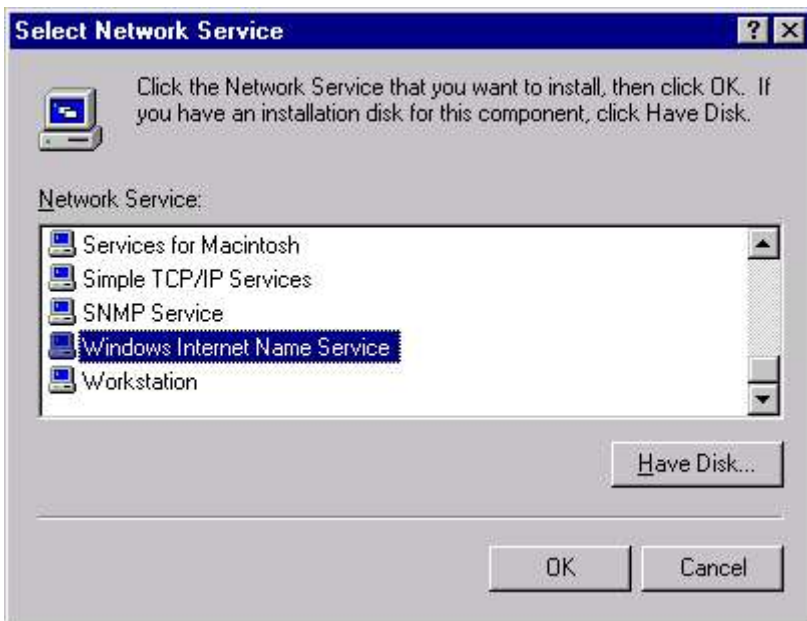 Select Network Service
Click the Network Service that you want to install, then click OK. If
you have an installation disk for this component, click Have Disk.
Network Service:
Services for Macintosh
Simple TCP/IP Services
SNMP Service
Windows Internet Name Service
Workstation
Have Disk...
OK Cancel